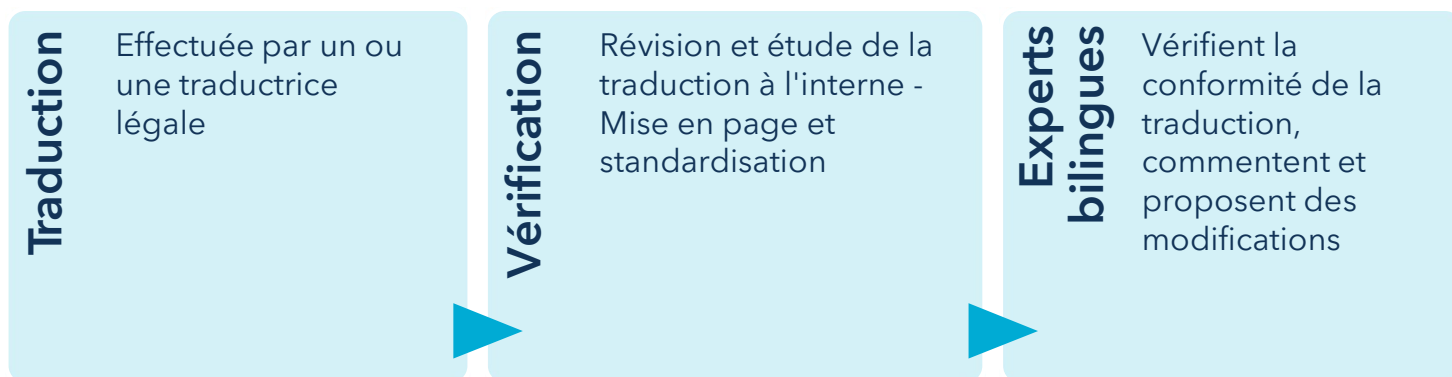 Traduction
Effectuée par un ou
une traductrice
légale
Vérification
Révision et étude de la
traduction à l'interne -
Mise en page et
standardisation
Experts
bilingues
Vérifient la
conformité de la
traduction,
commentent et
proposent des
modifications